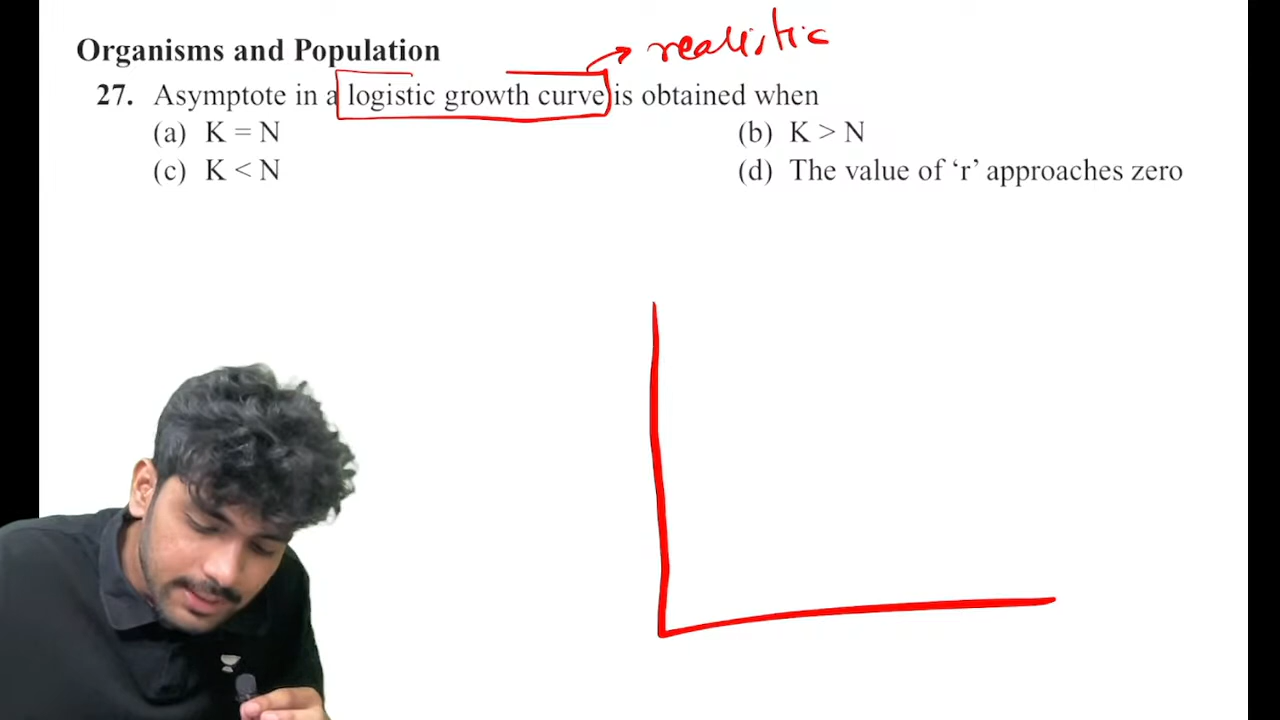 Organisms and Population
realistic
27. Asymptote in a logistic growth curve is obtained when
(a) K = N (b) K > N
(c) K < N (d) The value of ‘r’ approaches zero